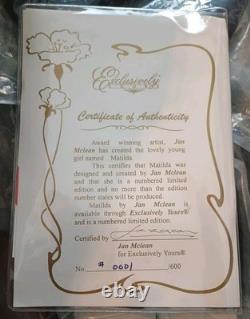 Exclusively
Certificate of Authenticity
Award winning artist, Jan
Mclean has created the lovely young
girl named Matilda
This certifies that Matilda was
designed and created by Jan Mclean
and that she is a numbered limited
edition and no more than the edition
number states will be produced.
Matilda by Jan Mclean is
available through Exclusively Yours®
and is a numbered limited edition.
Certified by
Jan Mclean
for Exclusively Yours®
No. # 0001 /600
© wantitall.com